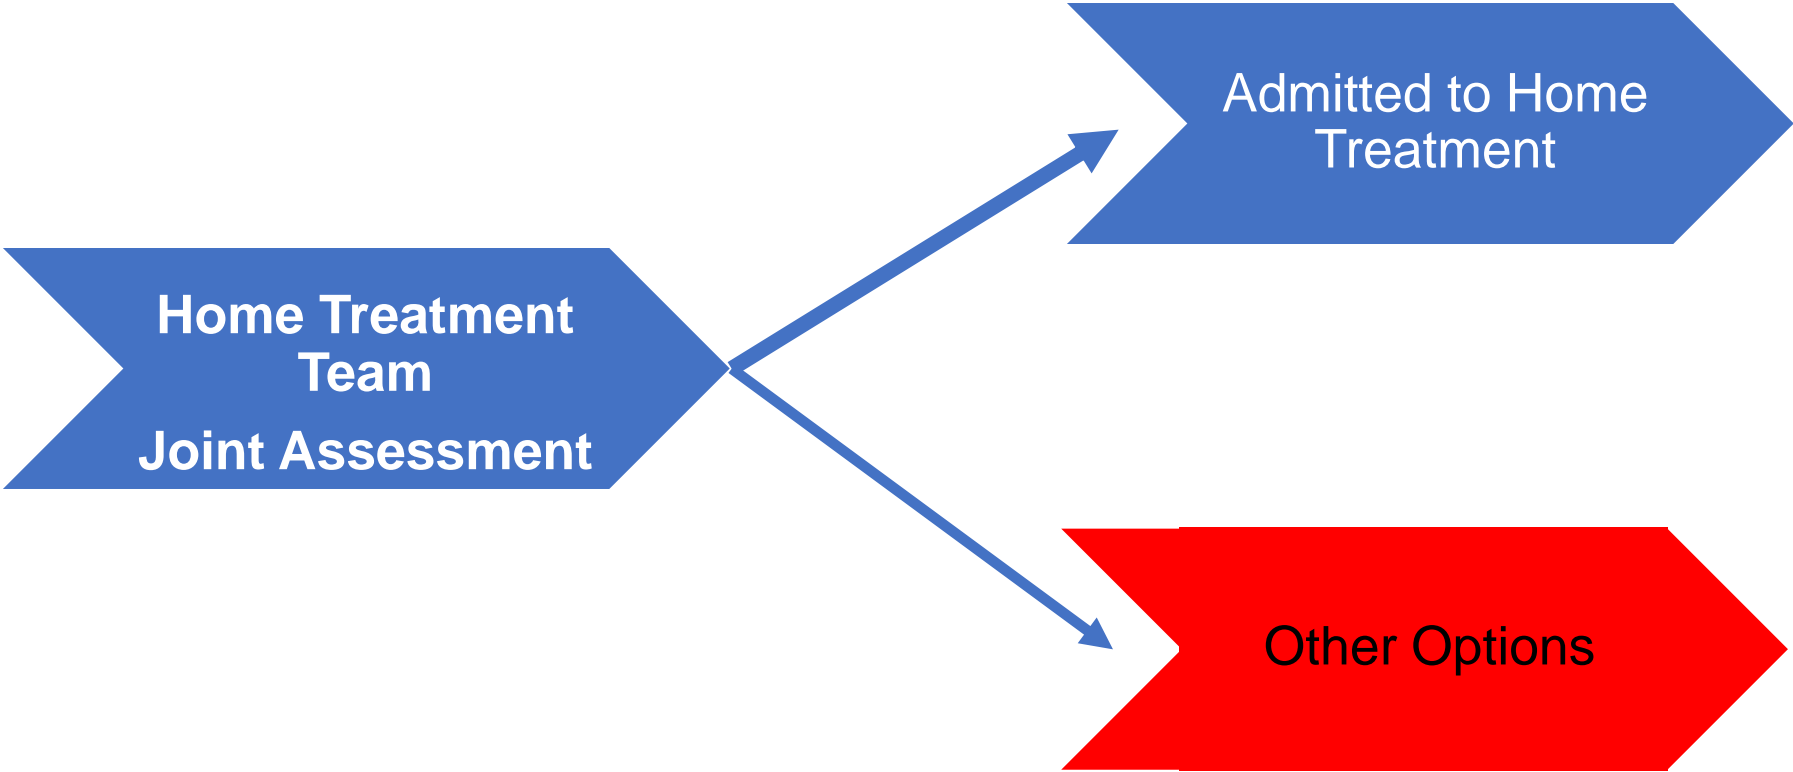 Home Treatment
Team
Joint Assessment
Admitted to Home
Treatment
Other Options